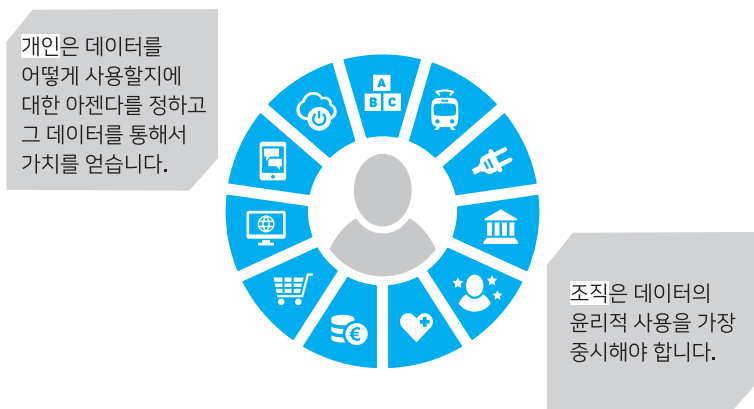 개인은 데이터를
어떻게 사용할지에
대한 아젠다를 정하고
그 데이터를 통해서
가치를 얻습니다.
A
B C
€
조직은 데이터의
윤리적 사용을 가장
중시해야 합니다.